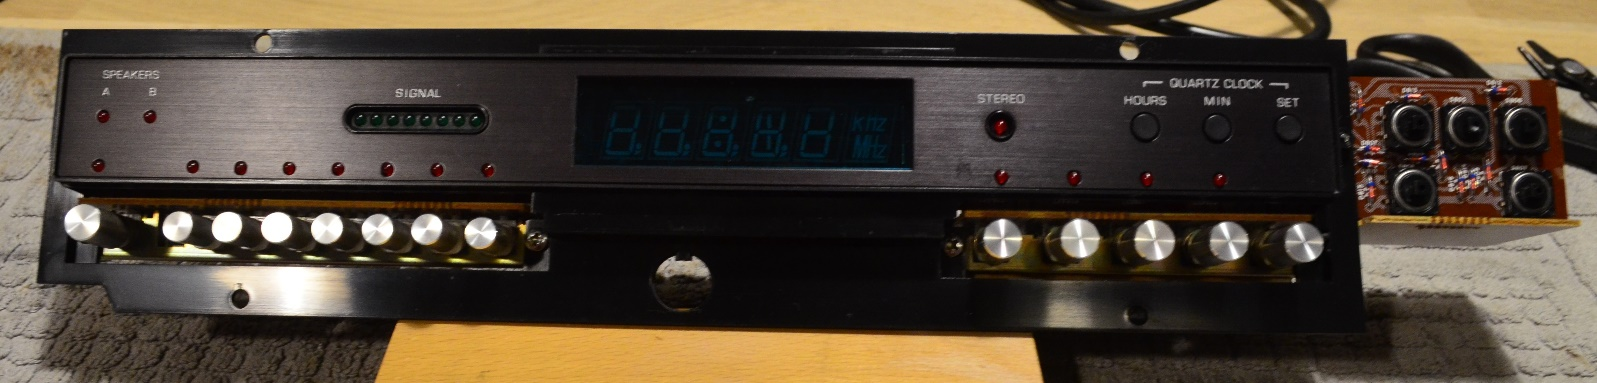 SPEAKERS
A B
SIGNAL
KHz
MHz
STEREO
QUARTZ CLOCK
HOURS MIN SET